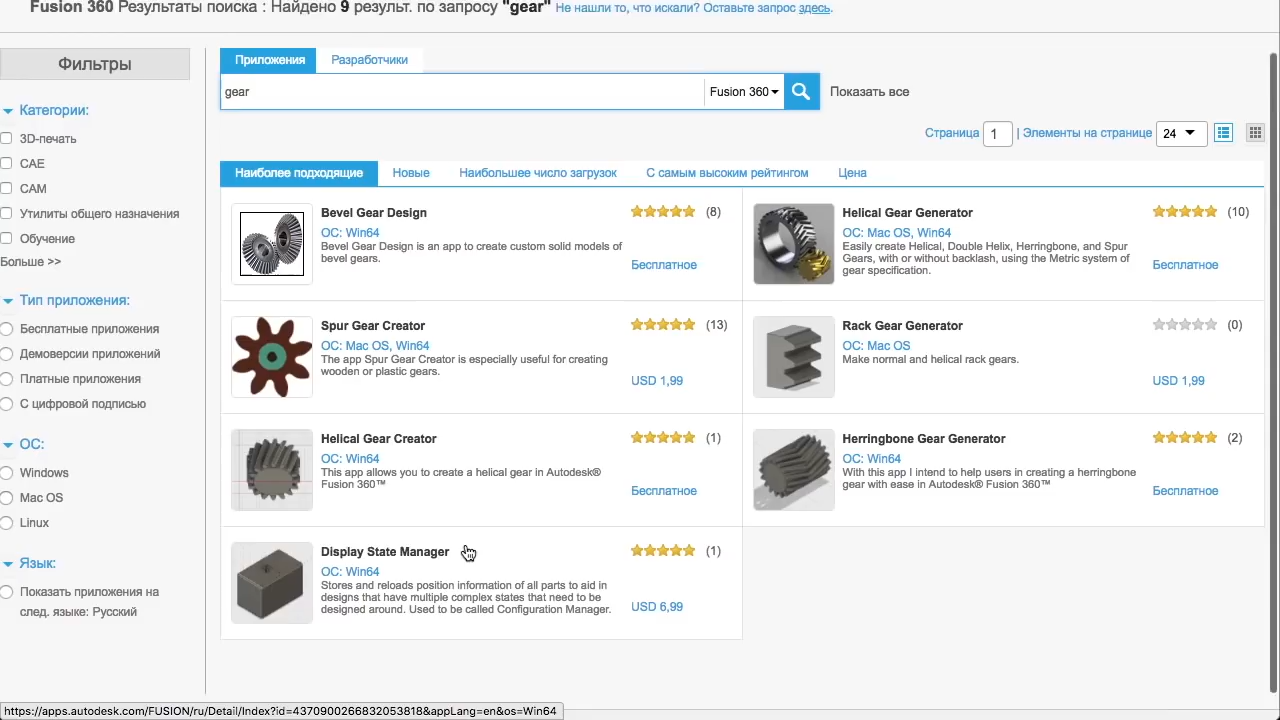 Fusion 360 Результаты поиска : Найдено 9 результ. по запросу "gear" Не нашли то, что искали? Оставьте запрос здесь.
Фильтры
Категории:
3D-печать
CAE
CAM
Утилиты общего назначения
Обучение
Больше >>
Тип приложения:
Бесплатные приложения
Демоверсии приложений
Платные приложения
С цифровой подписью
ОС:
Windows
Mac OS
Linux
Язык:
Показать приложения на
след. языке: Русский
Приложения Разработчики
gear Fusion 360 Показать все
Страница 1 | Элементы на странице 24
Наиболее подходящие Новые Наибольшее число загрузок С самым высоким рейтингом Цена
Bevel Gear Design (8)
ОС: Win64
Bevel Gear Design is an app to create custom solid models of
bevel gears.
Бесплатное
Helical Gear Generator (10)
ОС: Mac OS, Win64
Easily create Helical, Double Helix, Herringbone, and Spur
Gears, with or without backlash, using the Metric system of
gear specification.
Бесплатное
Spur Gear Creator (13)
ОС: Mac OS, Win64
The app Spur Gear Creator is especially useful for creating
wooden or plastic gears.
USD 1,99
Rack Gear Generator (0)
ОС: Mac OS
Make normal and helical rack gears.
USD 1,99
Helical Gear Creator (1)
ОС: Win64
This app allows you to create a helical gear in Autodesk®
Fusion 360™
Бесплатное
Herringbone Gear Generator (2)
ОС: Win64
With this app I intend to help users in creating a herringbone
gear with ease in Autodesk® Fusion 360™
Бесплатное
Display State Manager (1)
ОС: Win64
Stores and reloads position information of all parts to aid in
designs that have multiple complex states that need to be
designed around. Used to be called Configuration Manager.
USD 6,99
https://apps.autodesk.com/FUSION/ru/Detail/Index?id=4370900266832053818&appLang=en&os=Win64